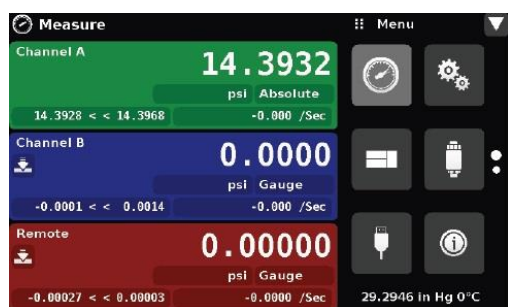 Measure
Menu
Channel A
14.3932
psi Absolute
14.3928 < < 14.3968
-0.000 /Sec
Channel B
0.0000
psi Gauge
-0.0001 < < 0.0014
-0.000 /Sec
Remote
0.00000
psi Gauge
-0.00027 < < 0.00003
-0.0000 /Sec
29.2946 in Hg 0°C